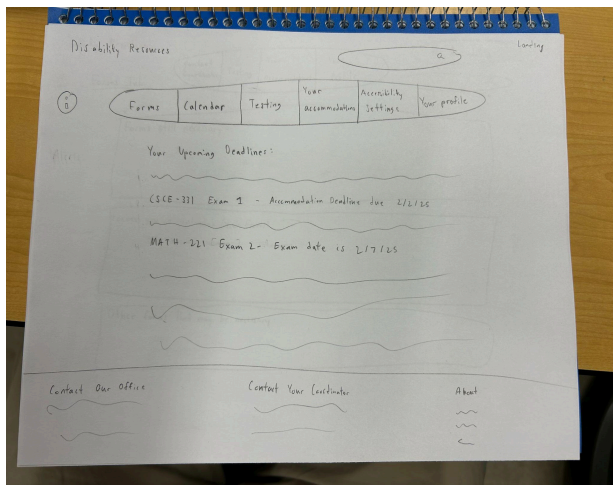 Disability Resources
Landing
Forms
Calendar
Testing
Your
accommodations
Accessibility
Settings
Your profile
Your Upcoming Deadlines:
CSCE-331 Exam 1 - Accommodation Deadline due 2/2/25
MATH-221 Exam 2- Exam date is 2/7/25
Contact Our Office
Contact Your Coordinator
About